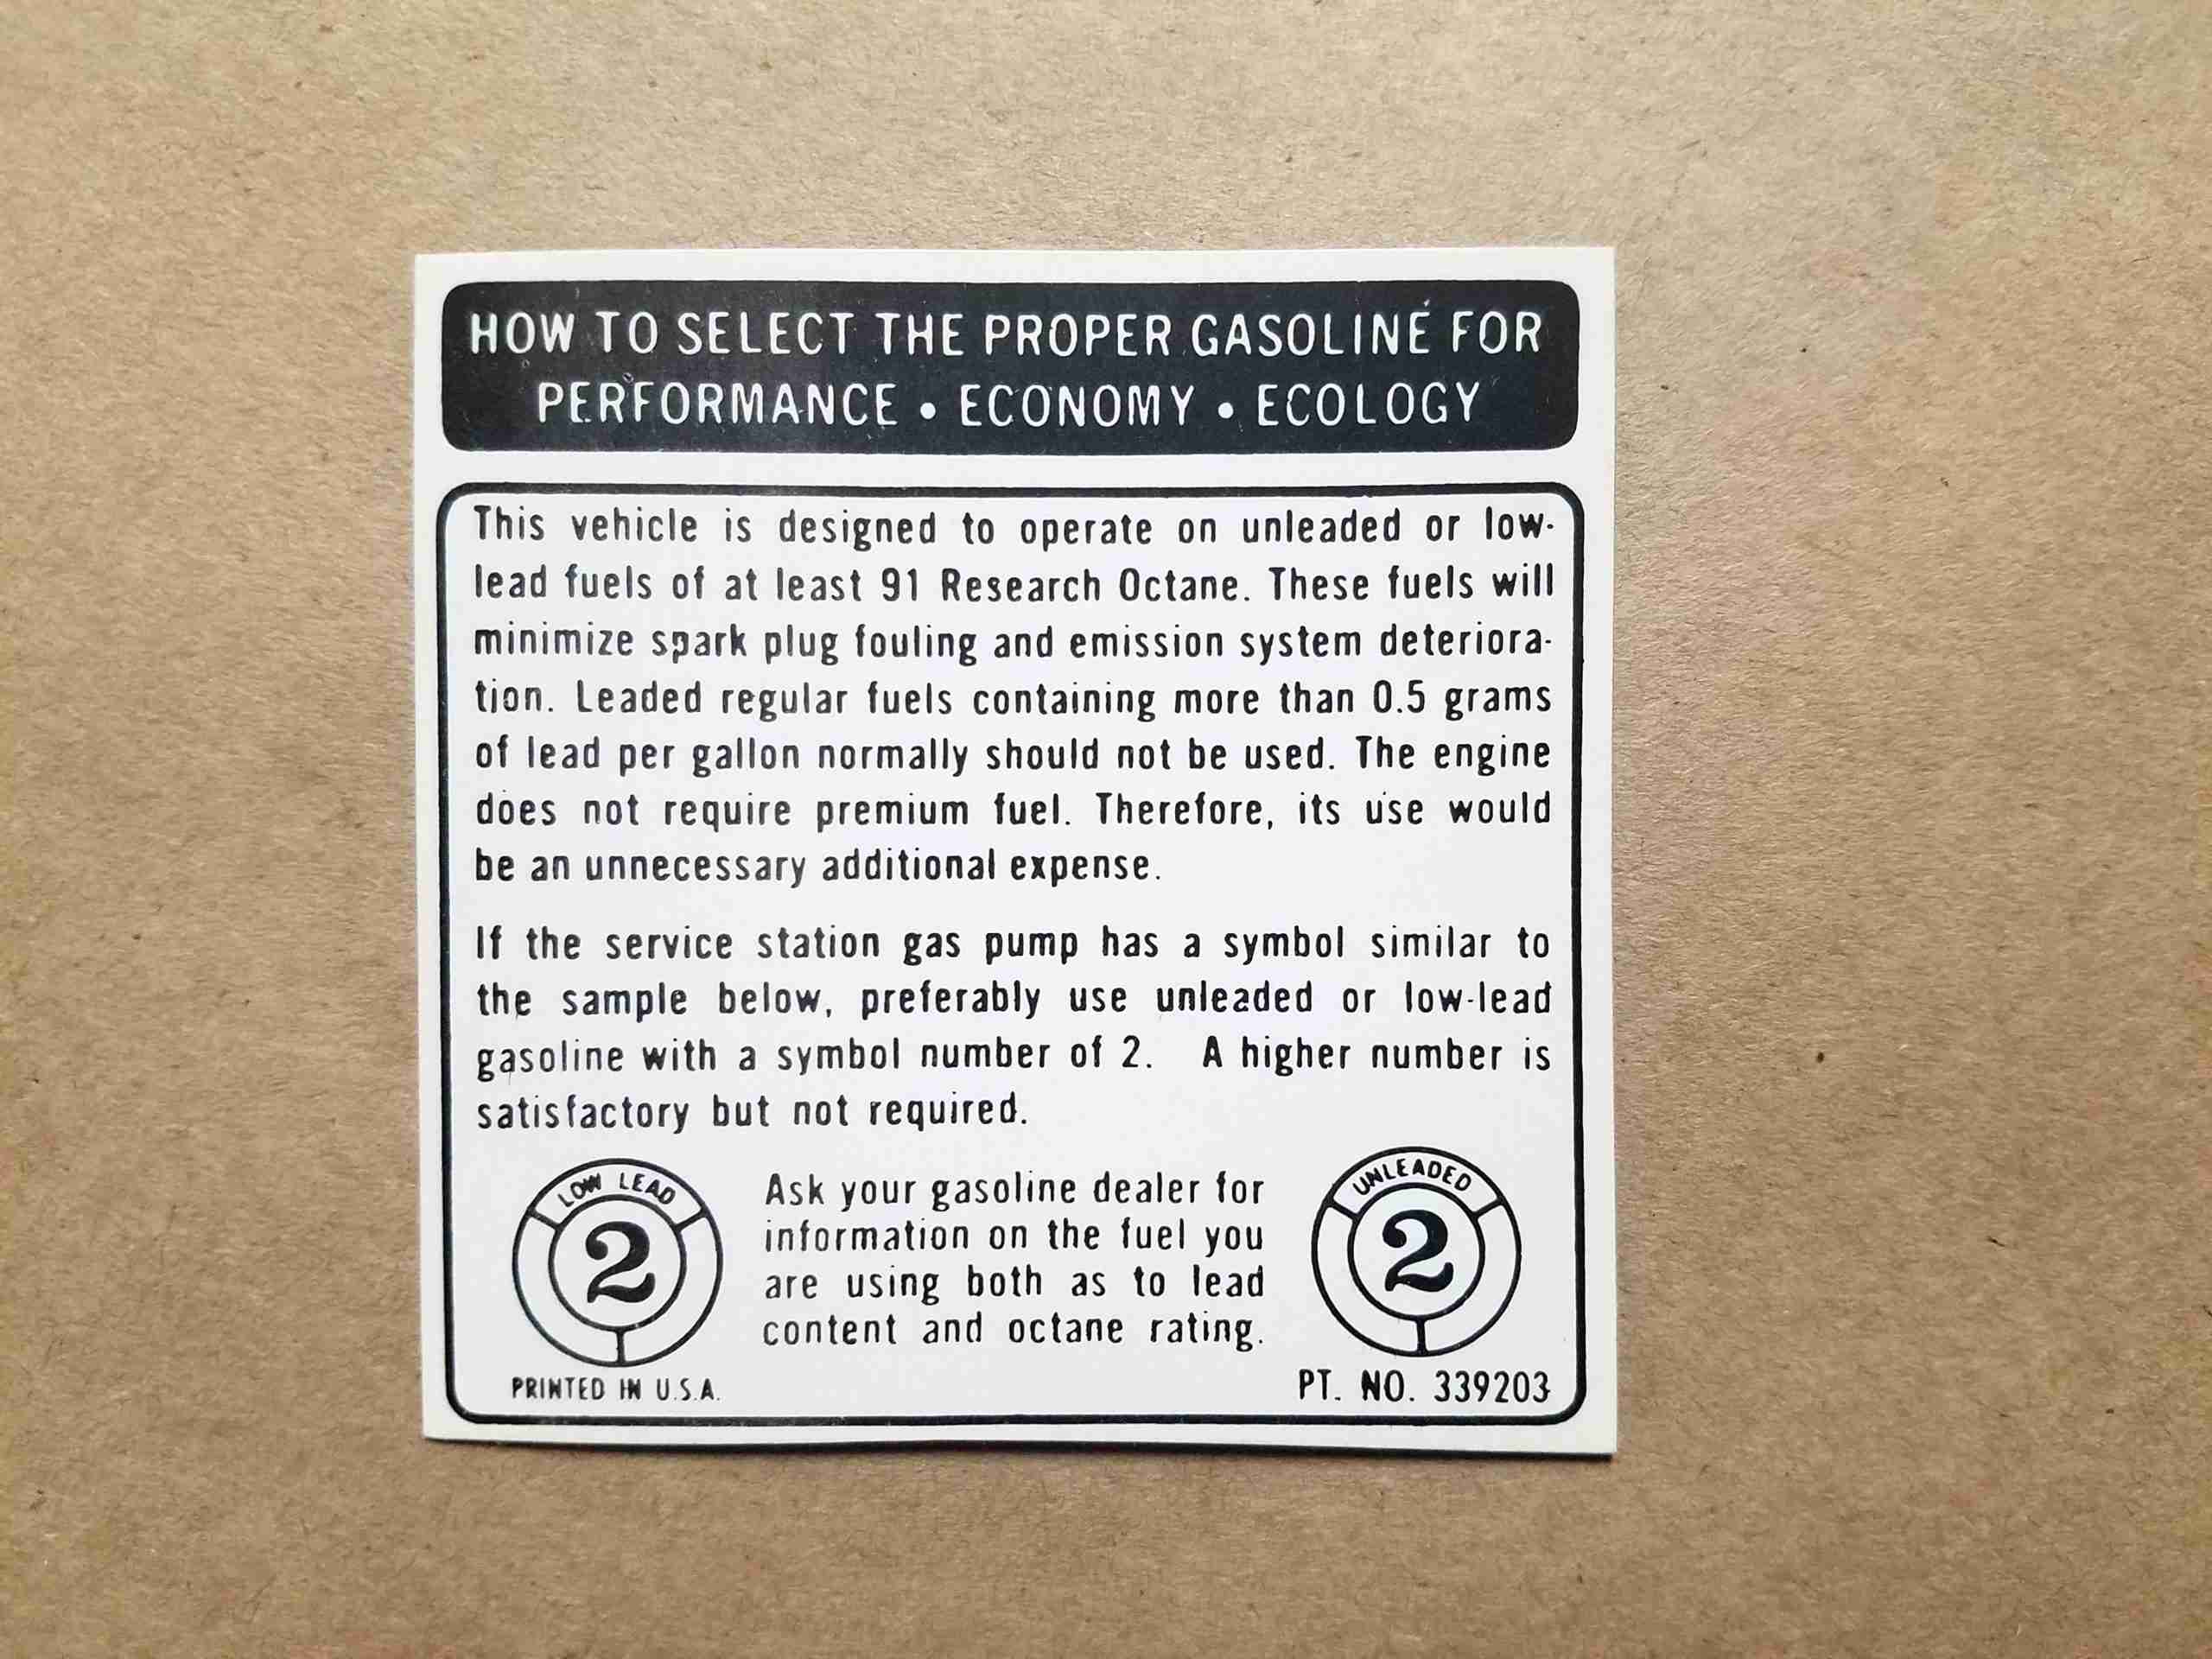 HOW TO SELECT THE PROPER GASOLINE FOR
PERFORMANCE • ECONOMY • ECOLOGY
This vehicle is designed to operate on unleaded or low-
lead fuels of at least 91 Research Octane. These fuels will
minimize spark plug fouling and emission system deteriora-
tion. Leaded regular fuels containing more than 0.5 grams
of lead per gallon normally should not be used. The engine
does not require premium fuel. Therefore, its use would
be an unnecessary additional expense.
If the service station gas pump has a symbol similar to
the sample below, preferably use unleaded or low-lead
gasoline with a symbol number of 2. A higher number is
satisfactory but not required.
LOW LEAD
2
Ask your gasoline dealer for
information on the fuel you
are using both as to lead
content and octane rating.
UNLEADED
2
PRINTED IN U.S.A.
PT. NO. 339203